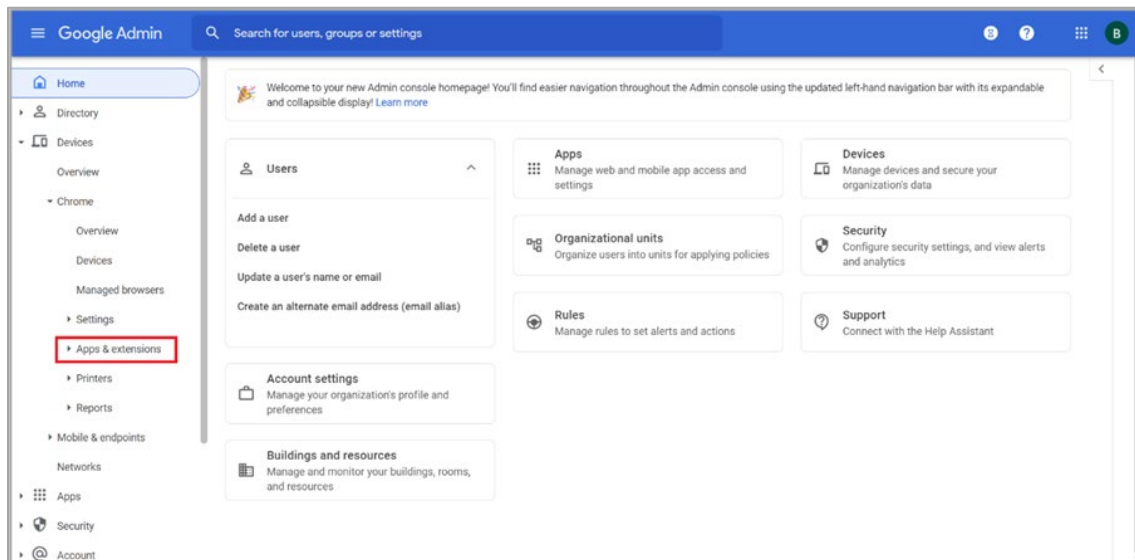 Google Admin
Search for users, groups or settings
B
Home
Directory
Devices
Overview
Chrome
Overview
Devices
Managed browsers
Settings
Apps & extensions
Printers
Reports
Mobile & endpoints
Networks
Apps
Security
Account
Welcome to your new Admin console homepage! You'll find easier navigation throughout the Admin console using the updated left-hand navigation bar with its expandable
and collapsible display! Learn more
Users
Add a user
Delete a user
Update a user's name or email
Create an alternate email address (email alias)
Account settings
Manage your organization's profile and
preferences
Buildings and resources
Manage and monitor your buildings, rooms,
and resources
Apps
Manage web and mobile app access and
settings
Organizational units
Organize users into units for applying policies
Rules
Manage rules to set alerts and actions
Devices
Manage devices and secure your
organization's data
Security
Configure security settings, and view alerts
and analytics
Support
Connect with the Help Assistant